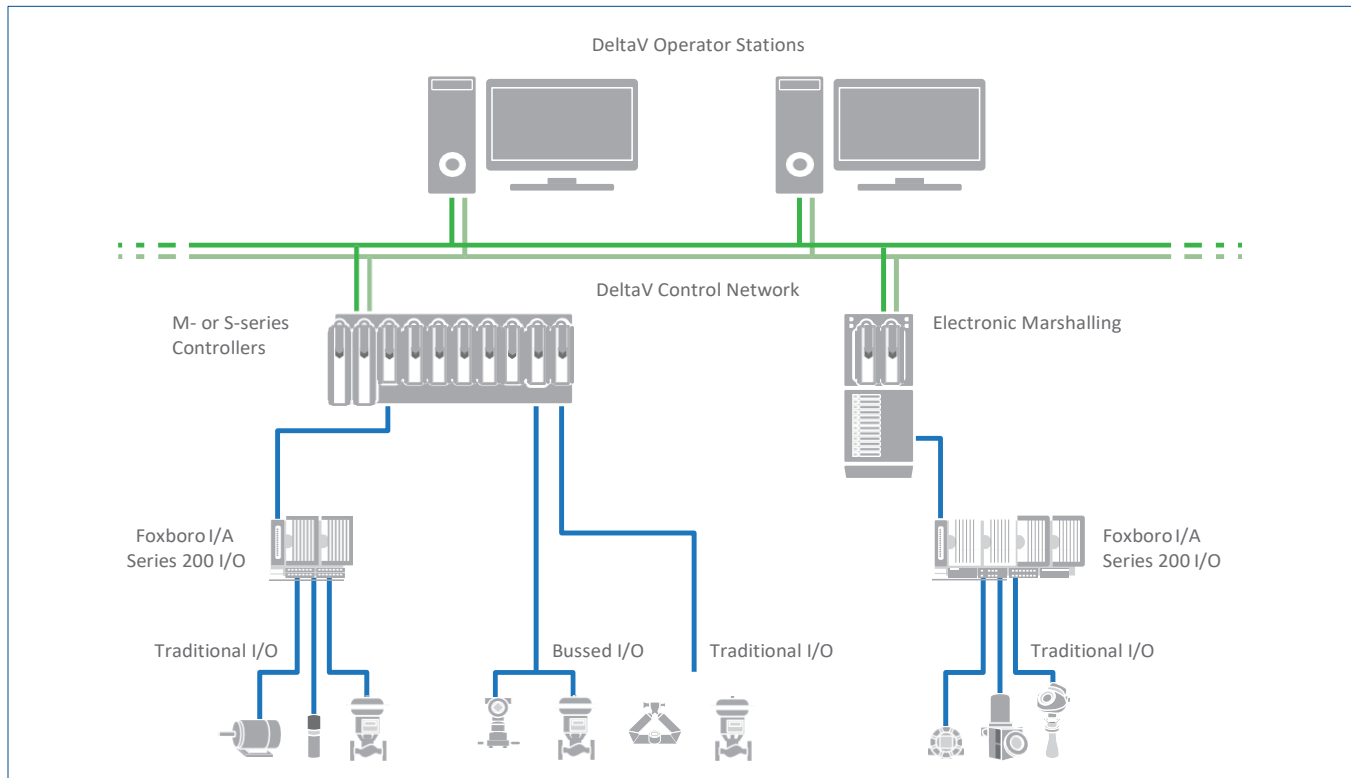 DeltaV Operator Stations
DeltaV Control Network
M- or S-series
Controllers
Electronic Marshalling
Foxboro I/A
Series 200 I/O
Foxboro I/A
Series 200 I/O
Traditional I/O
Bussed I/O
Traditional I/O
Traditional I/O